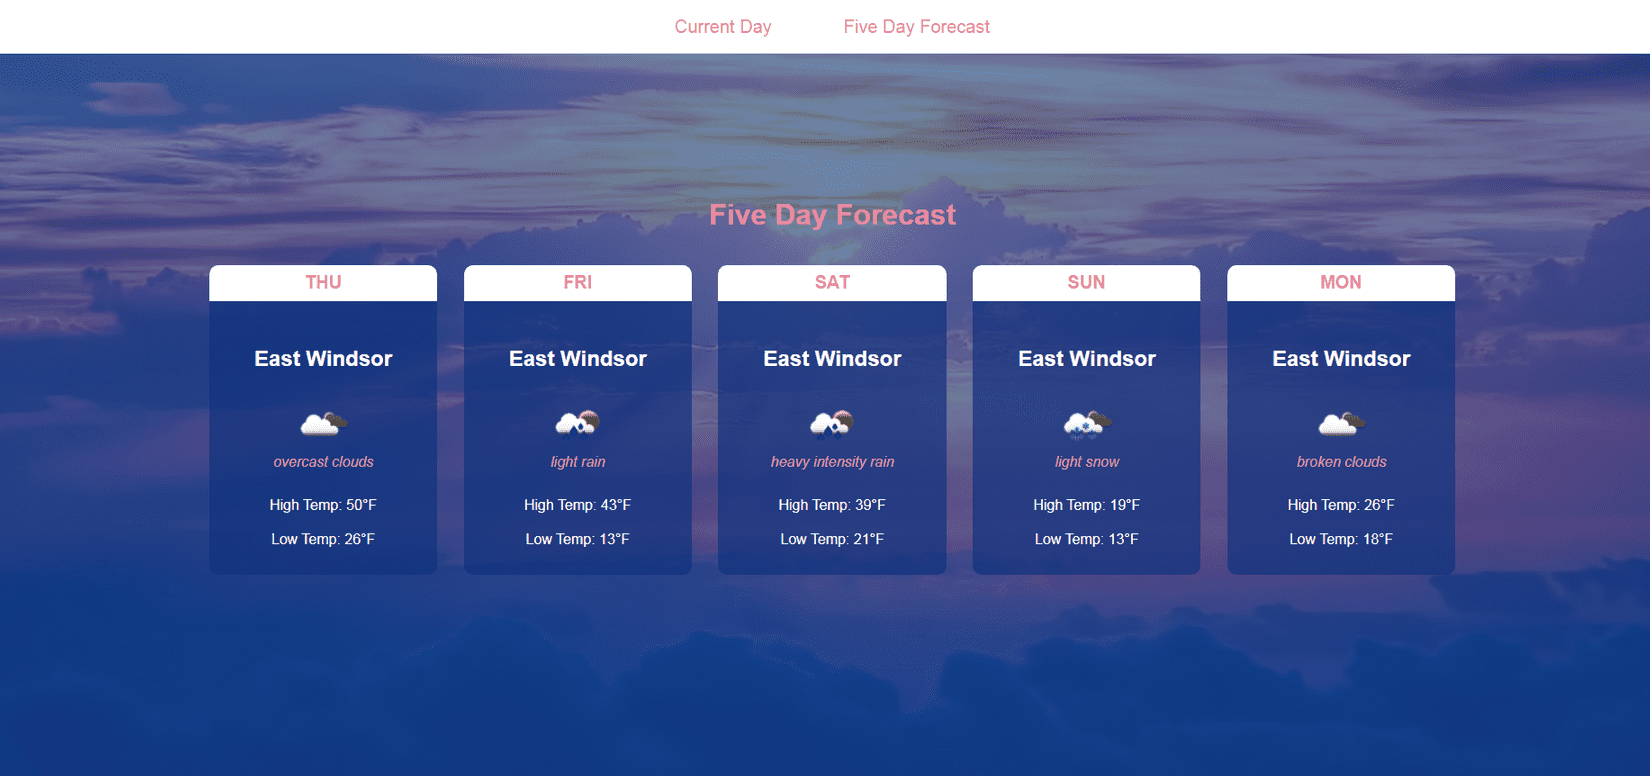 Current Day
Five Day Forecast
Five Day Forecast
THU
East Windsor
overcast clouds
High Temp: 50°F
Low Temp: 26°F
FRI
East Windsor
light rain
High Temp: 43°F
Low Temp: 13°F
SAT
East Windsor
heavy intensity rain
High Temp: 39°F
Low Temp: 21°F
SUN
East Windsor
light snow
High Temp: 19°F
Low Temp: 13°F
MON
East Windsor
broken clouds
High Temp: 26°F
Low Temp: 18°F